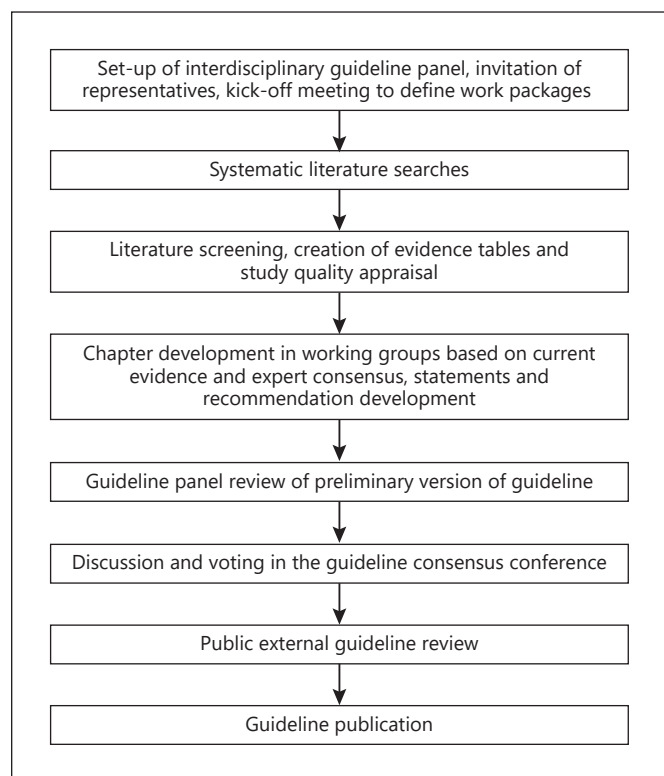 Set-up of interdisciplinary guideline panel, invitation of
representatives, kick-off meeting to define work packages
Systematic literature searches
Literature screening, creation of evidence tables and
study quality appraisal
Chapter development in working groups based on current
evidence and expert consensus, statements and
recommendation development
Guideline panel review of preliminary version of guideline
Discussion and voting in the guideline consensus conference
Public external guideline review
Guideline publication